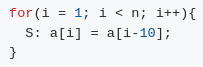 for(i = 1; i < n; i++){
  S: a[i] = a[i-10];
}